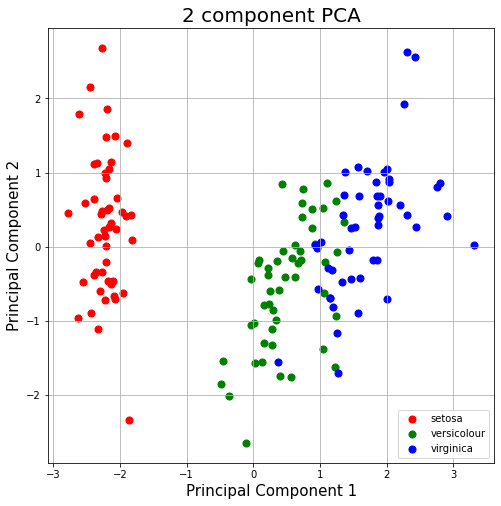 2 component PCA
Principal Component 2
2
1
0
−1
−2
−3
−2
−1
0
1
2
3
Principal Component 1
setosa
versicolour
virginica